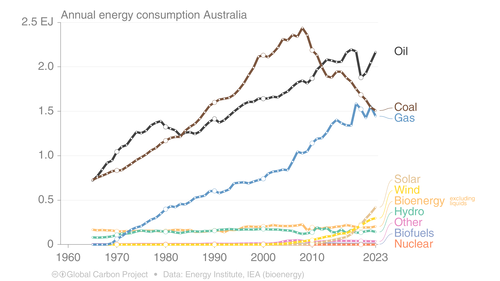 Annual energy consumption Australia
2.5 EJ
2.0
1.5
1.0
0.5
0
1960
1970
1980
1990
2000
2010
2023
Oil
Coal
Gas
Solar
Wind
Bioenergy excluding liquids
Hydro
Other
Biofuels
Nuclear
Global Carbon Project • Data: Energy Institute, IEA (bioenergy)